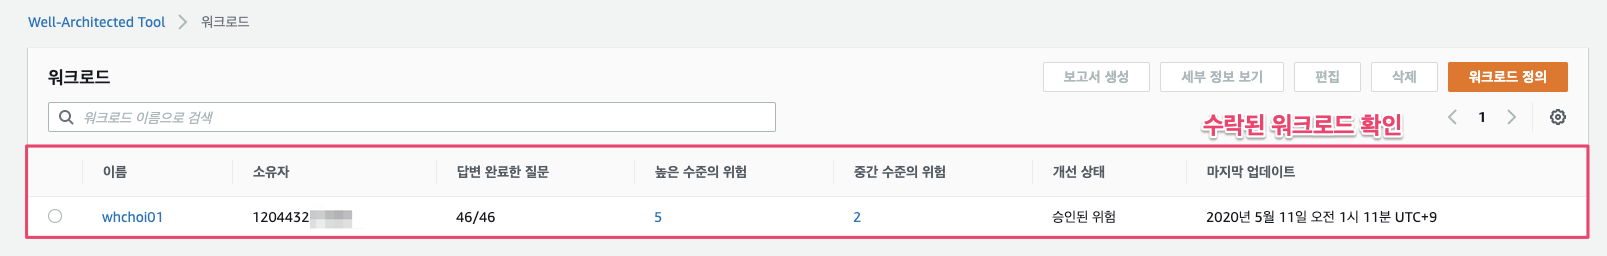 Well-Architected Tool > 워크로드
워크로드
보고서 생성 세부 정보 보기 편집 삭제 워크로드 정의
워크로드 이름으로 검색
수락된 워크로드 확인
< 1 >
이름 소유자 답변 완료한 질문 높은 수준의 위험 중간 수준의 위험 개선 상태 마지막 업데이트
whchoi01 1204432 46/46 5 2 승인된 위험 2020년 5월 11일 오전 1시 11분 UTC+9